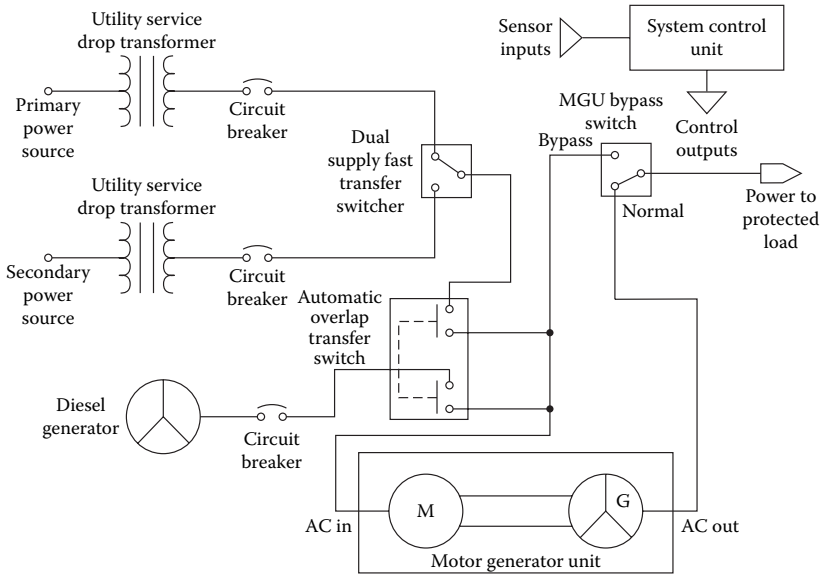 Utility service
drop transformer
Primary
power
source
Circuit
breaker
Sensor
inputs
System control
unit
Control
outputs
MGU bypass
switch
Bypass
Normal
Power to
protected
load
Dual
supply fast
transfer
switcher
Utility service
drop transformer
Secondary
power
source
Circuit
breaker
Automatic
overlap
transfer
switch
Diesel
generator
Circuit
breaker
AC in
M
G
AC out
Motor generator unit